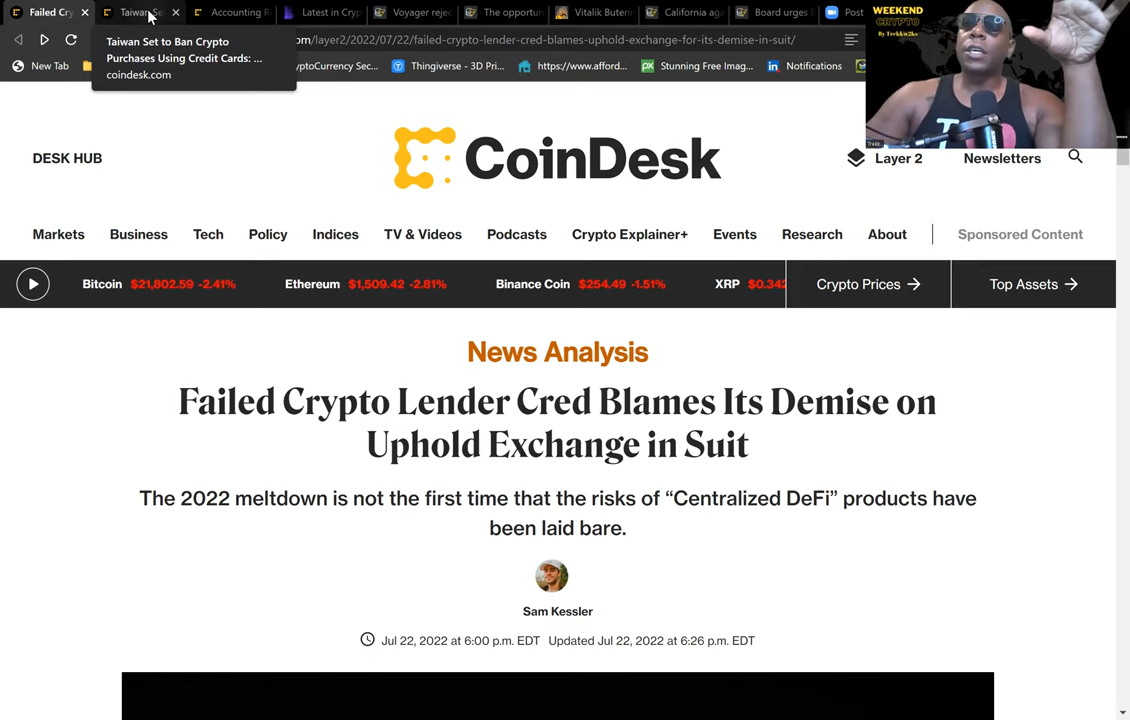 Failed Cry
Taiwan Se
Accounting R
Latest in Cryp
Voyager rejec
The opportun
Vitalik Buterin
California aga
Board urges
Post
Taiwan Set to Ban Crypto
Purchases Using Credit Cards: ...
coindesk.com
om/layer2/2022/07/22/failed-crypto-lender-cred-blames-uphold-exchange-for-its-demise-in-suit/
New Tab
ryptoCurrency Sec...
Thingiverse - 3D Pri...
https://www.afford...
Stunning Free Imag...
Notifications
WEEKEND
CRYPTO
By Trekkin2ko
Trekk
DESK HUB
CoinDesk
Layer 2
Newsletters
Markets
Business
Tech
Policy
Indices
TV & Videos
Podcasts
Crypto Explainer+
Events
Research
About
Sponsored Content
Bitcoin $21,802.59 -2.41%
Ethereum $1,509.42 -2.81%
Binance Coin $254.49 -1.51%
XRP $0.342
Crypto Prices →
Top Assets →
News Analysis
Failed Crypto Lender Cred Blames Its Demise on
Uphold Exchange in Suit
The 2022 meltdown is not the first time that the risks of “Centralized DeFi” products have
been laid bare.
Sam Kessler
Jul 22, 2022 at 6:00 p.m. EDT Updated Jul 22, 2022 at 6:26 p.m. EDT